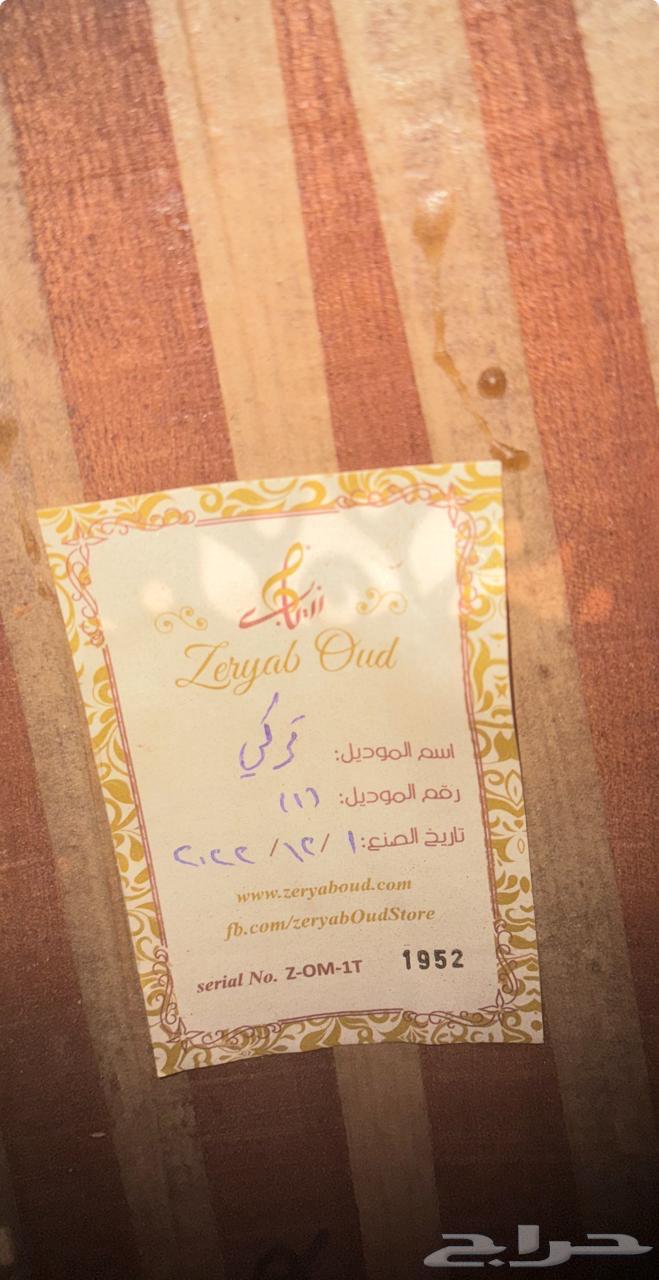 زرياب
Zeryab Oud
اسم الموديل: تركي
رقم الموديل: (١)
تاريخ الصنع: ١ / ١٢ / ٢٠٢٢
www.zeryaboud.com
fb.com/zeryabOudStore
serial No. Z-OM-1T 1952
حراج